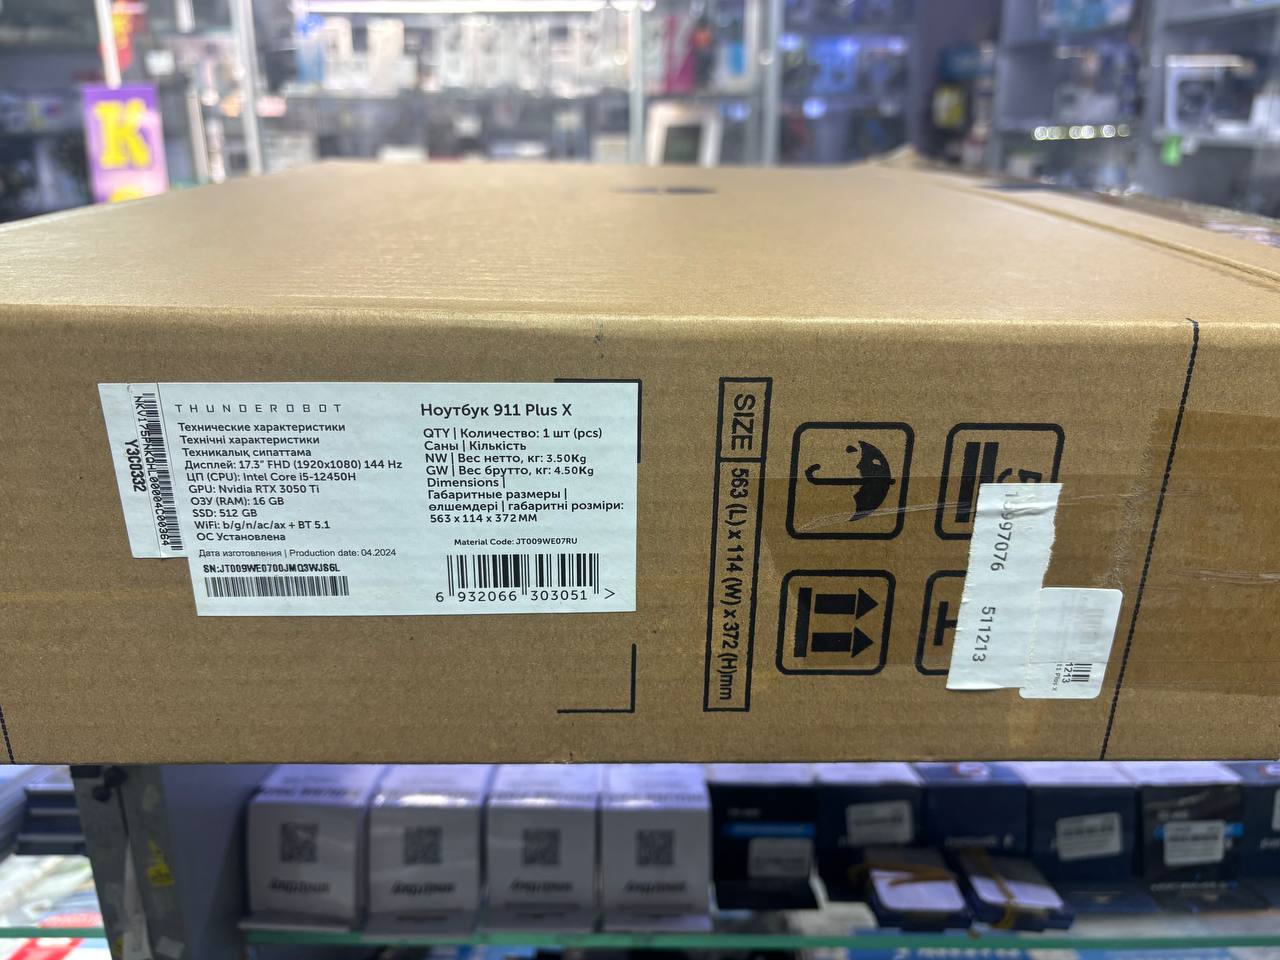 K
THUNDEROBOT
Технические характеристики
Технічні характеристики
Техникалық сипаттама
Дисплей: 17.3" FHD (1920x1080) 144 Hz
ЦП (CPU): Intel Core i5-12450H
GPU: Nvidia RTX 3050 Ti
ОЗУ (RAM): 16 GB
SSD: 512 GB
WiFi: b/g/n/ac/ax + BT 5.1
ОС Установлена
Дата изготовления | Production date: 04.2024
SN:JT009WE0700JMQ3WJS6L
Ноутбук 911 Plus X
QTY | Количество: 1 шт (pcs)
Саны | Кількість
NW | Вес нетто, кг: 3.50Kg
GW | Вес брутто, кг: 4.50Kg
Dimensions |
Габаритные размеры |
өлшемдері | габаритні розміри:
563 x 114 x 372 ММ
Material Code: JT009WE07RU
6 932066 303051 >
Y3C0332
SIZE 563 (L) x 114 (W) x 372 (H)mm
511213
1213
11 Plus X